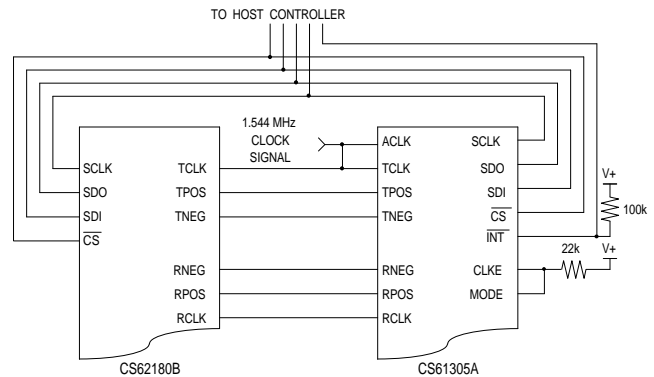 TO HOST CONTROLLER
1.544 MHz
CLOCK
SIGNAL
SCLK
SDO
SDI
CS
TCLK
TPOS
TNEG
RNEG
RPOS
RCLK
CS62180B
ACLK
TCLK
TPOS
TNEG
RNEG
RPOS
RCLK
SCLK
SDO
SDI
CS
INT
CLKE
MODE
CS61305A
V+
100k
22k
V+